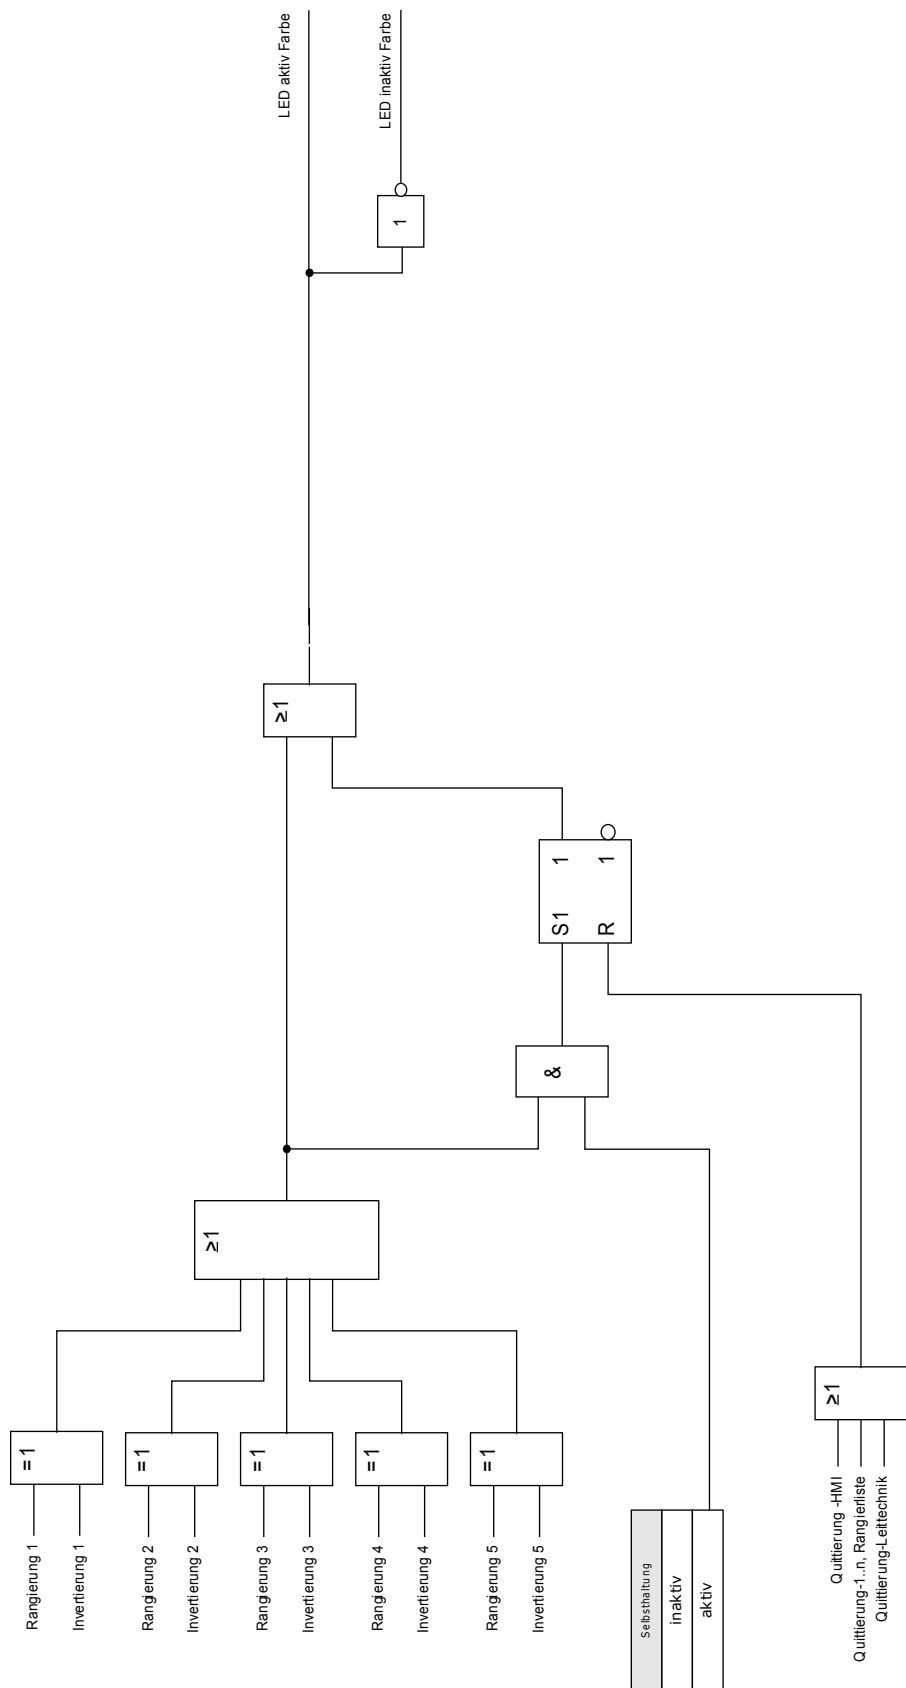 Rangierung 1
Invertierung 1
=1
Rangierung 2
Invertierung 2
=1
Rangierung 3
Invertierung 3
=1
Rangierung 4
Invertierung 4
=1
Rangierung 5
Invertierung 5
=1
≥1
&
S1 1
R 1
≥1
LED aktiv Farbe
1
LED inaktiv Farbe
Selbsthaltung
inaktiv
aktiv
Quittierung -HMI
Quittierung-1..n, Rangierliste
Quittierung-Leittechnik
≥1